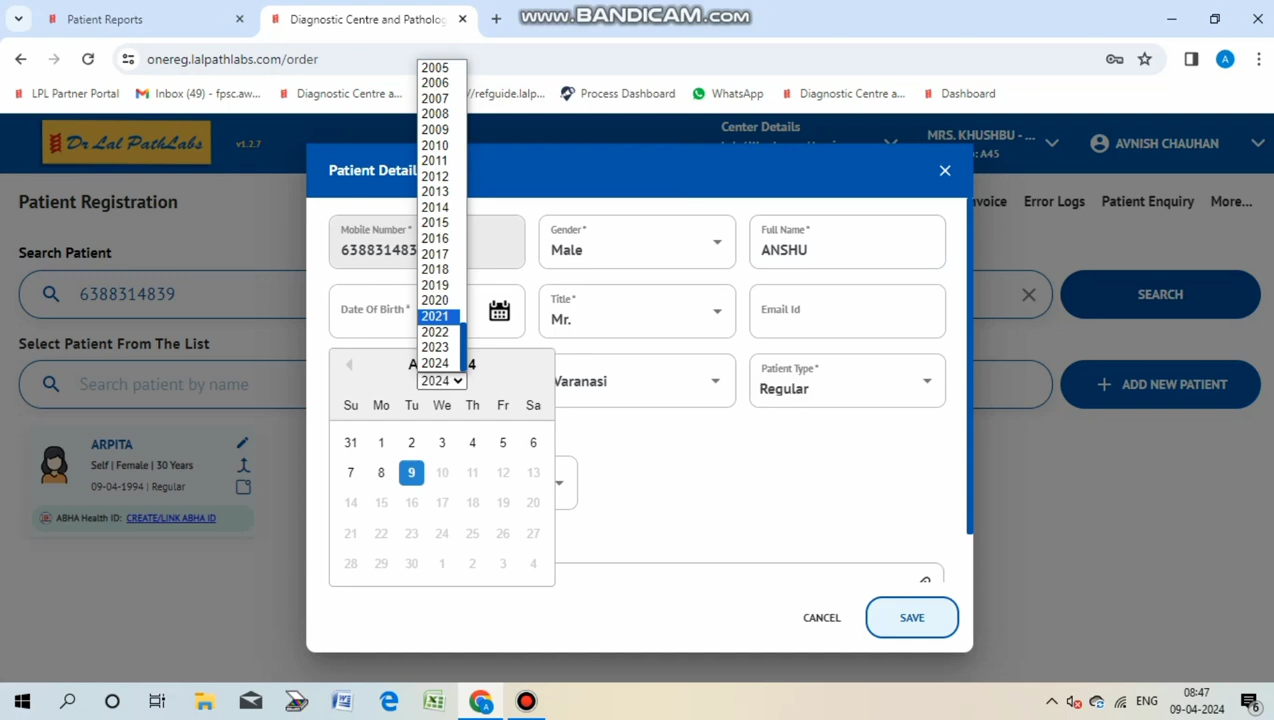 www.BANDICAM.com
Patient Reports
Diagnostic Centre and Patholog
onereg.lalpathlabs.com/order
A
LPL Partner Portal
Inbox (49) - fpsc.aw...
Diagnostic Centre a...
//refguide.lalp...
Process Dashboard
WhatsApp
Diagnostic Centre a...
Dashboard
Dr Lal PathLabs
v1.2.7
Center Details
MRS. KHUSHBU - ...
: A45
AVNISH CHAUHAN
Patient Registration
voice
Error Logs
Patient Enquiry
More...
Search Patient
6388314839
SEARCH
Select Patient From The List
Search patient by name
ADD NEW PATIENT
ARPITA
Self | Female | 30 Years
09-04-1994 | Regular
ABHA Health ID: CREATE/LINK ABHA ID
Patient Detail
Mobile Number *
638831483
Gender *
Male
Full Name *
ANSHU
Date Of Birth *
Title *
Mr.
Email Id
Varanasi
Patient Type *
Regular
2005
2006
2007
2008
2009
2010
2011
2012
2013
2014
2015
2016
2017
2018
2019
2020
2021
2022
2023
2024
A 4
2024
Su Mo Tu We Th Fr Sa
31 1 2 3 4 5 6
7 8 9 10 11 12 13
14 15 16 17 18 19 20
21 22 23 24 25 26 27
28 29 30 1 2 3 4
CANCEL
SAVE
ENG
08:47
09-04-2024
6